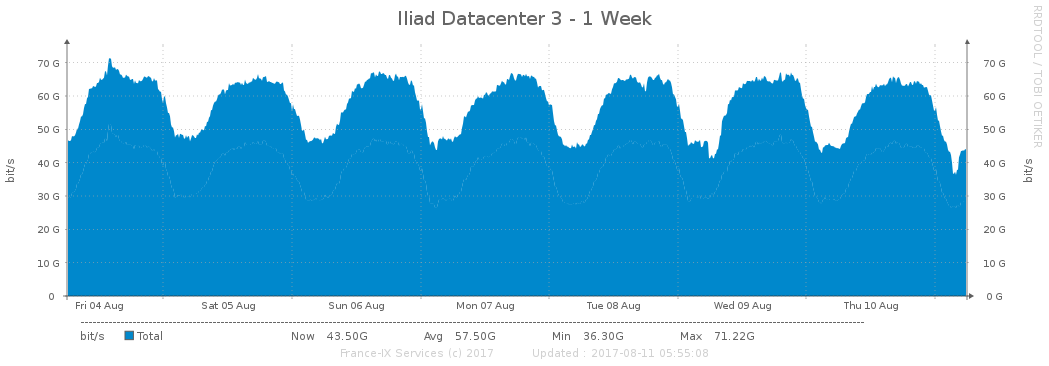 Iliad Datacenter 3 - 1 Week
RRDTOOL / TOBI OETIKER
70 G 70 G
60 G 60 G
50 G 50 G
40 G 40 G
30 G 30 G
20 G 20 G
10 G 10 G
0 0 G
bit/s bit/s
Fri 04 Aug Sat 05 Aug Sun 06 Aug Mon 07 Aug Tue 08 Aug Wed 09 Aug Thu 10 Aug
bit/s Total Now 43.50G Avg 57.50G Min 36.30G Max 71.22G
France-IX Services (c) 2017 Updated : 2017-08-11 05:55:08